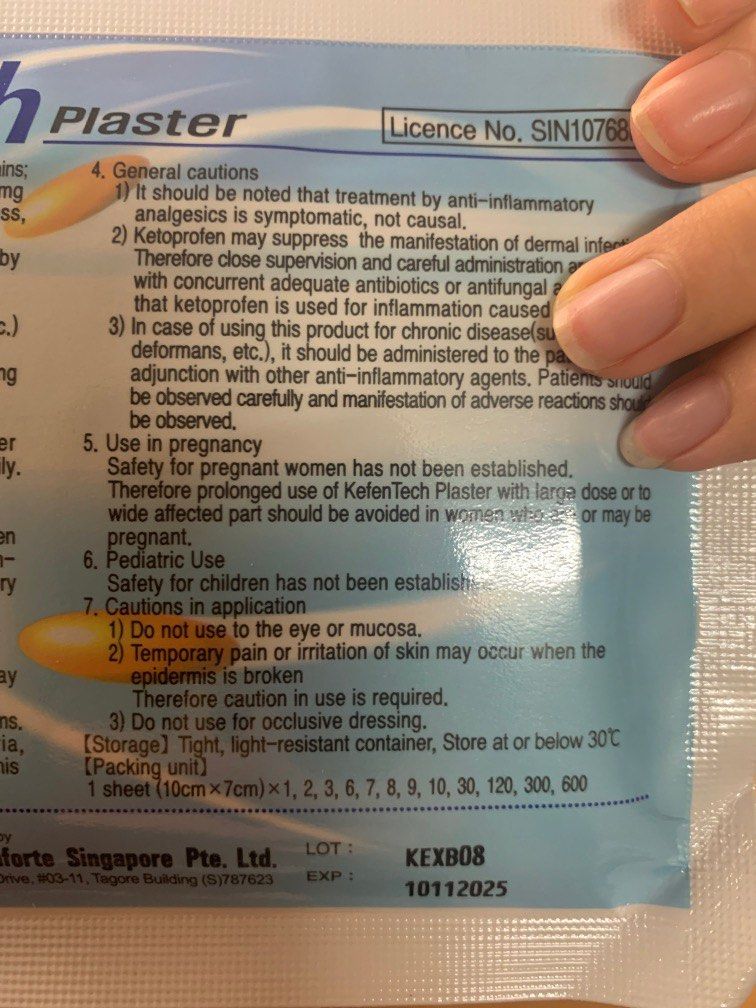 h Plaster
Licence No. SIN10768
ins;
mg
ss,
by
c.)
ng
er
ily.
en
n-
ry
ay
ns.
ia,
his
4. General cautions
1) It should be noted that treatment by anti-inflammatory
analgesics is symptomatic, not causal.
2) Ketoprofen may suppress the manifestation of dermal
Therefore close supervision and careful administration
with concurrent adequate antibiotics or antifungal
that ketoprofen is used for inflammation caused
3) In case of using this product for chronic disease(su
deformans, etc.), it should be administered to the pa
adjunction with other anti-inflammatory agents. Patients should
be observed carefully and manifestation of adverse reactions should
be observed.
5. Use in pregnancy
Safety for pregnant women has not been established.
Therefore prolonged use of KefenTech Plaster with large dose or to
wide affected part should be avoided in women who are or may be
pregnant.
6. Pediatric Use
Safety for children has not been establish
7. Cautions in application
1) Do not use to the eye or mucosa.
2) Temporary pain or irritation of skin may occur when the
epidermis is broken
Therefore caution in use is required.
3) Do not use for occlusive dressing.
【Storage】 Tight, light-resistant container, Store at or below 30℃
【Packing unit】
1 sheet (10cm×7cm)×1, 2, 3, 6, 7, 8, 9, 10, 30, 120, 300, 600
by
aforte Singapore Pte. Ltd.
Drive, #03-11, Tagore Building (S)787623
LOT : KEXB08
EXP : 10112025